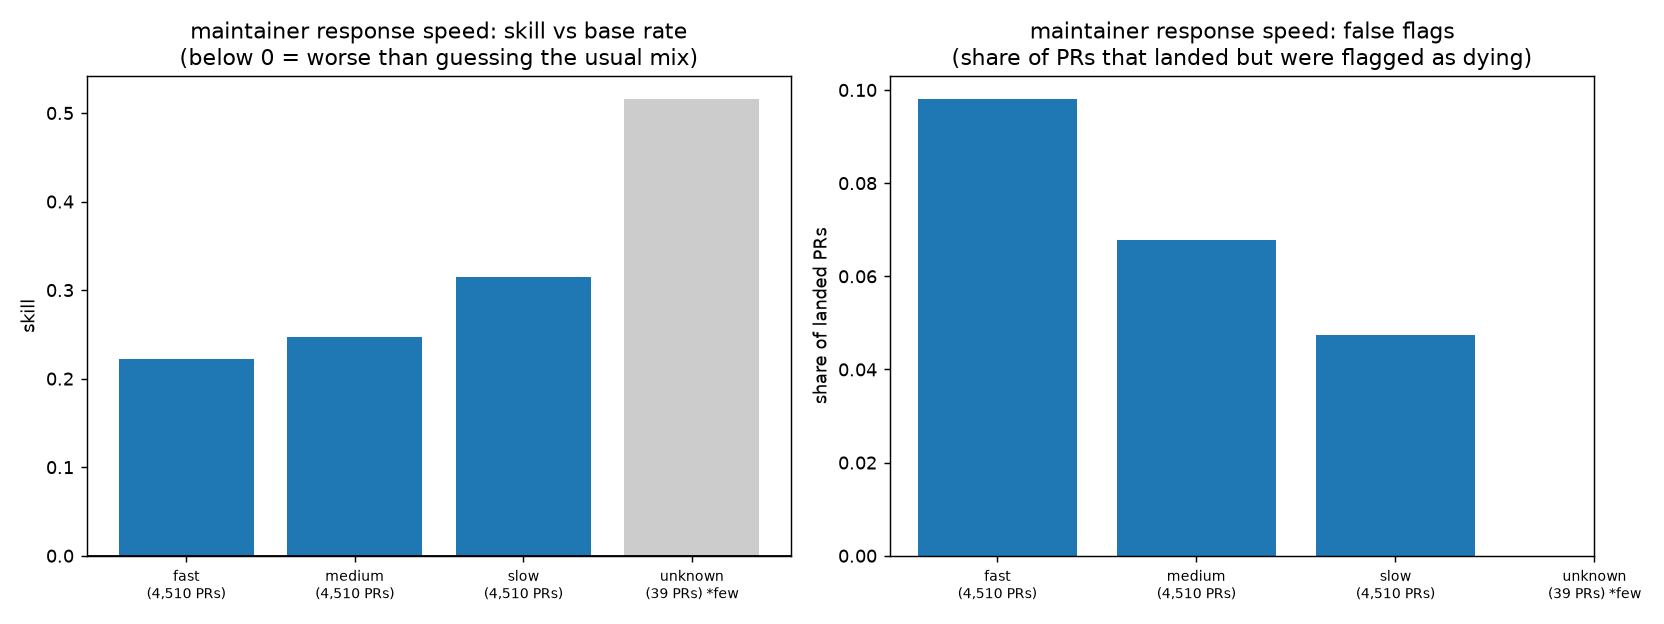 maintainer response speed: skill vs base rate
(below 0 = worse than guessing the usual mix)
skill
0.5
0.4
0.3
0.2
0.1
0.0
fast
(4,510 PRs)
medium
(4,510 PRs)
slow
(4,510 PRs)
unknown
(39 PRs) *few
maintainer response speed: false flags
(share of PRs that landed but were flagged as dying)
share of landed PRs
0.10
0.08
0.06
0.04
0.02
0.00
fast
(4,510 PRs)
medium
(4,510 PRs)
slow
(4,510 PRs)
unknown
(39 PRs) *few